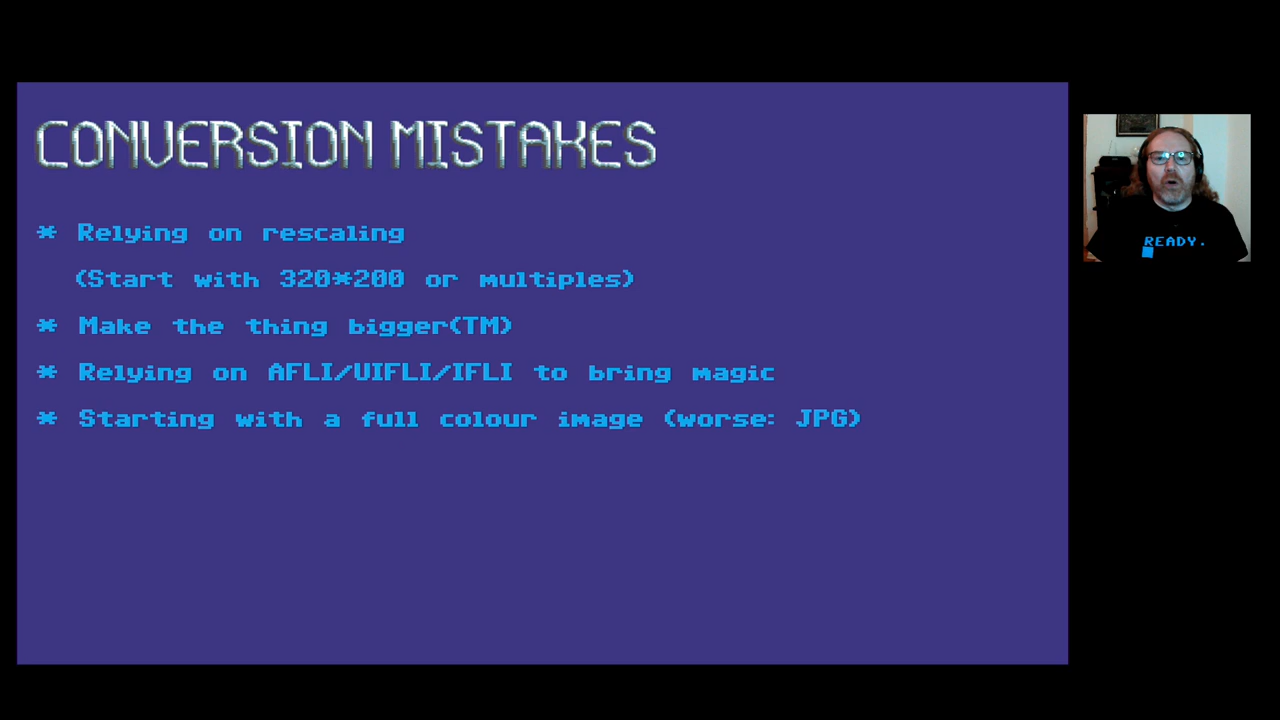 CONVERSION MISTAKES
* Relying on rescaling
(Start with 320*200 or multiples)
* Make the thing bigger(TM)
* Relying on AFLI/UIFLI/IFLI to bring magic
* Starting with a full colour image (worse: JPG)
READY.